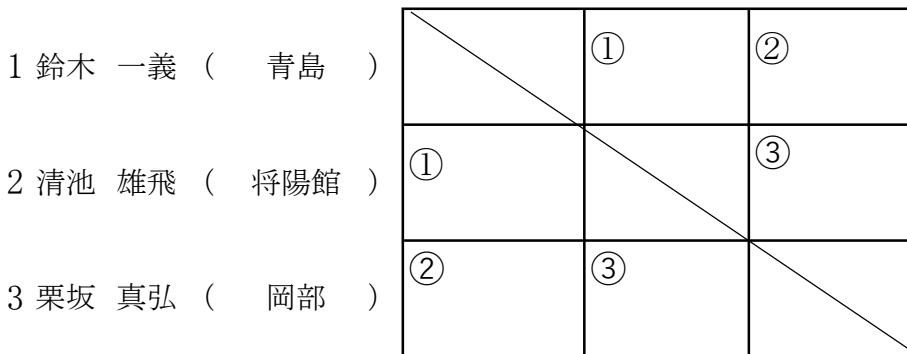 1 鈴木 一義 ( 青島 ) ① ②
2 清池 雄飛 ( 将陽館 ) ① ③
3 栗坂 真弘 ( 岡部 ) ② ③